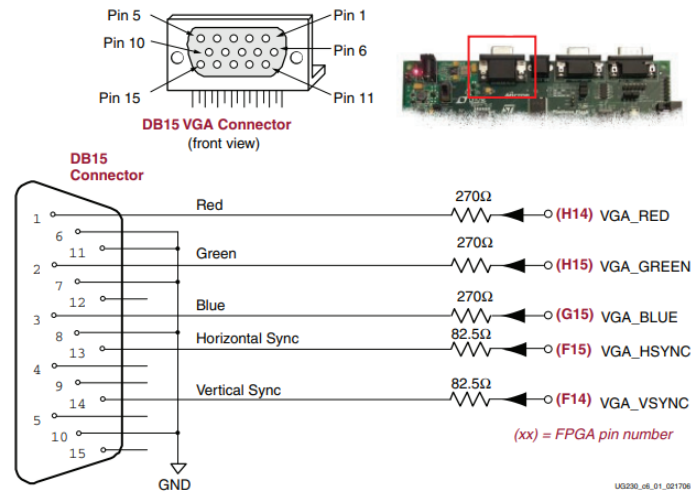 Pin 5
Pin 1
Pin 10
Pin 6
Pin 15
Pin 11
DB15 VGA Connector
(front view)
DB15
Connector
1
Red
270Ω
(H14) VGA_RED
6
11
2
Green
270Ω
(H15) VGA_GREEN
7
12
3
Blue
270Ω
(G15) VGA_BLUE
8
13
Horizontal Sync
82.5Ω
(F15) VGA_HSYNC
4
9
14
Vertical Sync
82.5Ω
(F14) VGA_VSYNC
5
10
15
(xx) = FPGA pin number
GND
UG230_c6_01_021706